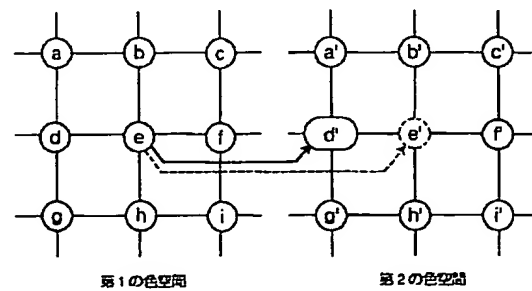 a b c a' b' c'
d e f d' e' f'
g h i g' h' i'
第1の色空間 第2の色空間